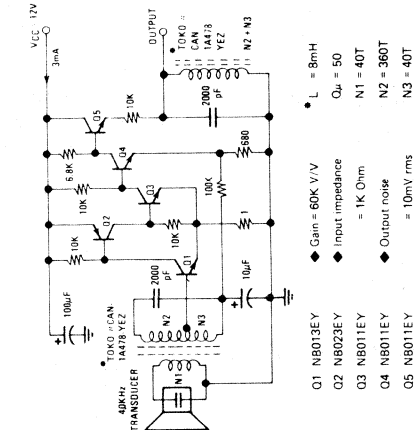 VCC = 12V
3mA
100µF
40KHz
TRANSDUCER
N1
* TOKO "CAN
1A478 YEZ
N2
N3
2000
pF
10µF
Q1
10K
Q2
10K
10K
Q3
6.8K
Q4
100K
1
680
Q5
10K
2000
pF
OUTPUT
* TOKO "
CAN
1A478
YEZ
N2 + N3
Q1 NB013EY
Q2 NB023EY
Q3 NB011EY
Q4 NB011EY
Q5 NB011EY
◆ Gain = 60K V/V
◆ Input impedance
= 1K Ohm
◆ Output noise
= 10mV rms
* L = 8mH
Qµ = 50
N1 = 40T
N2 = 360T
N3 = 40T